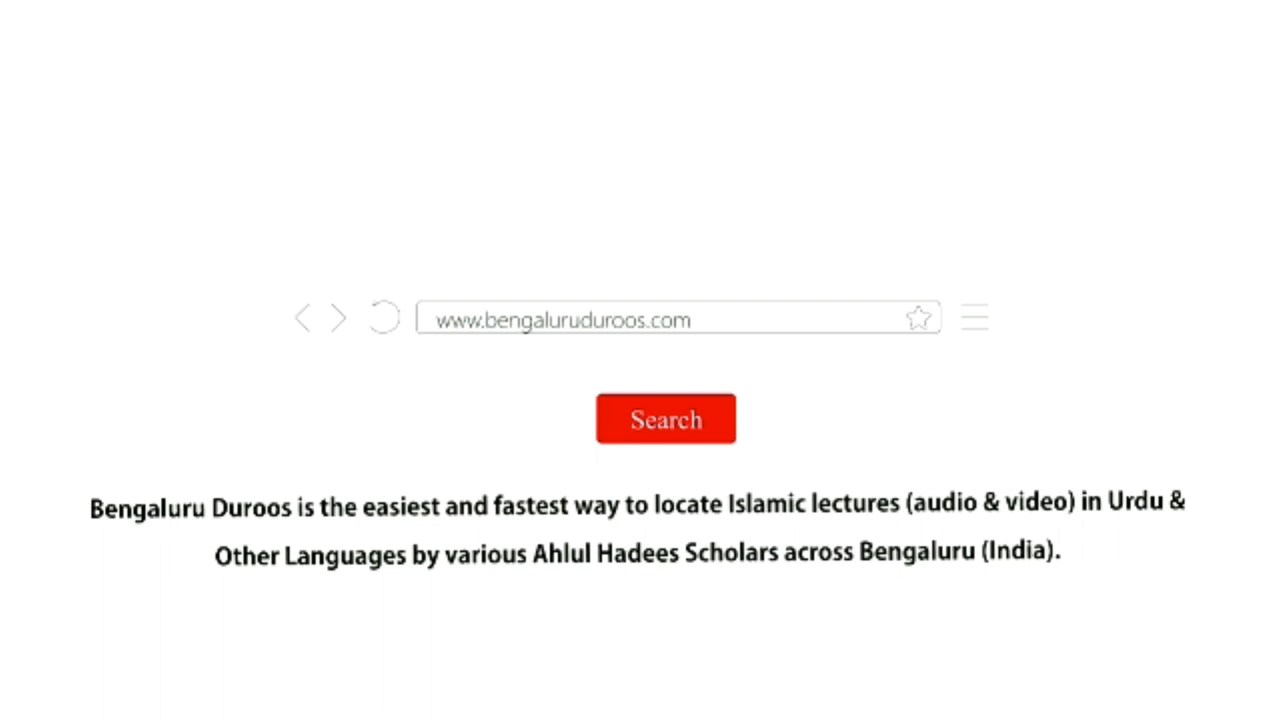 www.bengaluruduroos.com
Search
Bengaluru Duroos is the easiest and fastest way to locate Islamic lectures (audio & video) in Urdu &
Other Languages by various Ahlul Hadees Scholars across Bengaluru (India).